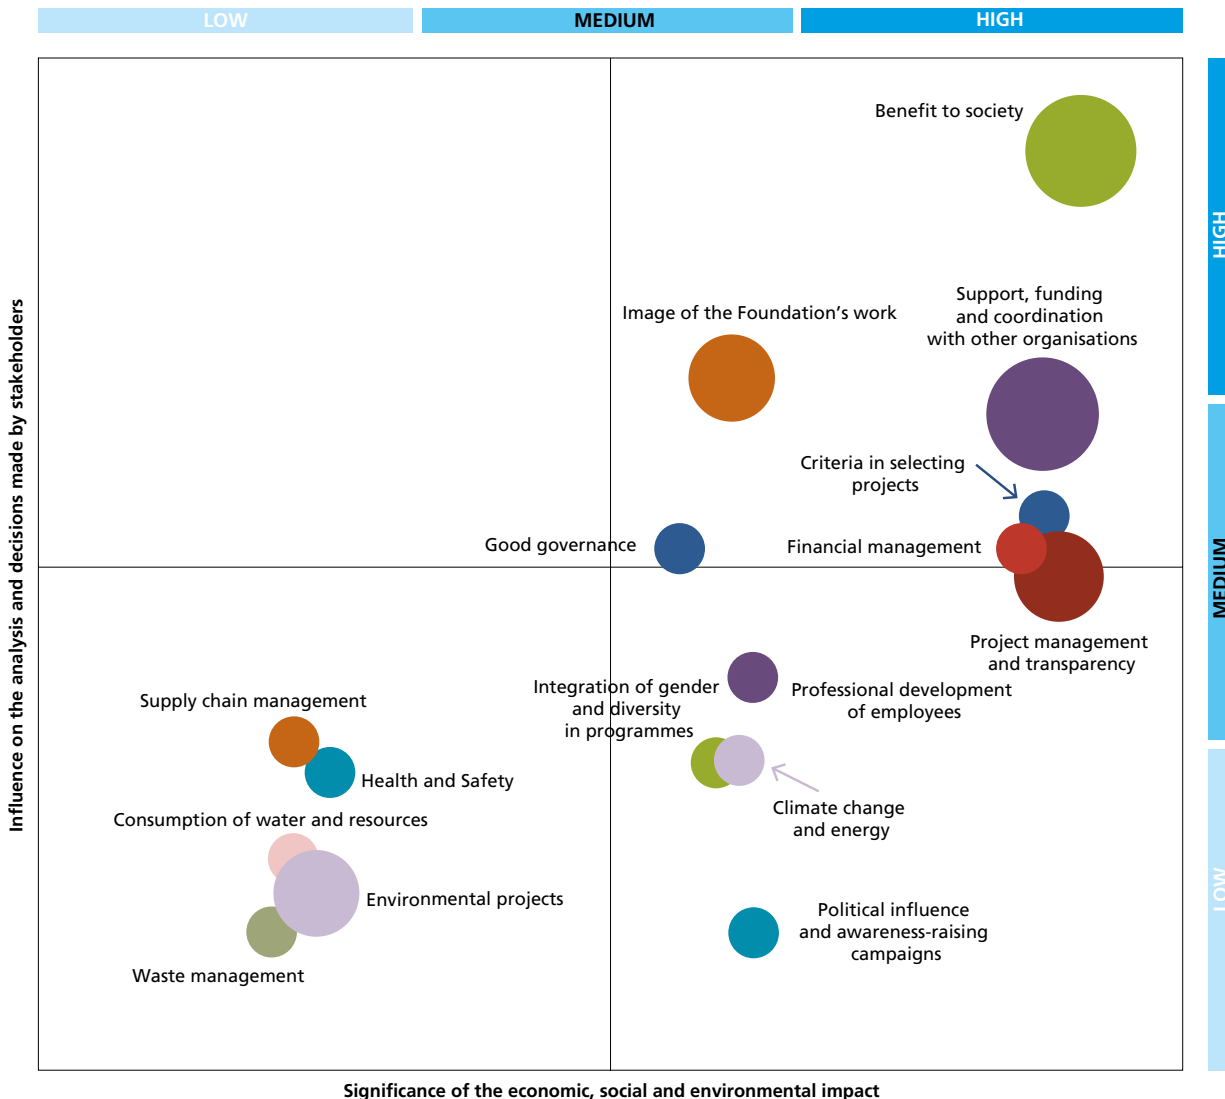 LOW
MEDIUM
HIGH
Benefit to society
HIGH
Support, funding
and coordination
with other organisations
Image of the Foundation's work
Influence on the analysis and decisions made by stakeholders
Criteria in selecting
projects
Good governance
Financial management
MEDIUM
Project management
and transparency
Integration of gender
and diversity
in programmes
Professional development
of employees
Supply chain management
Health and Safety
Climate change
and energy
Consumption of water and resources
Environmental projects
LOW
Political influence
and awareness-raising
campaigns
Waste management
Significance of the economic, social and environmental impact